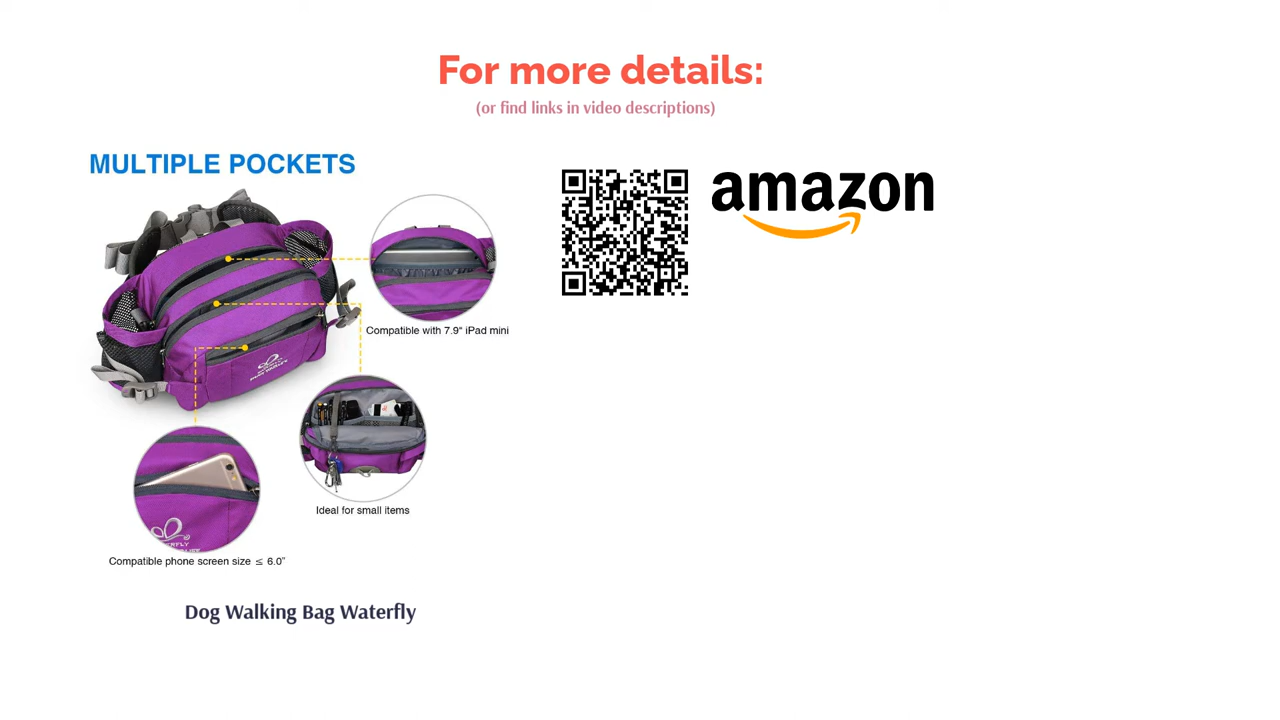 For more details:
(or find links in video descriptions)
MULTIPLE POCKETS
amazon
Compatible with 7.9" iPad mini
Ideal for small items
Compatible phone screen size ≤ 6.0"
Dog Walking Bag Waterfly